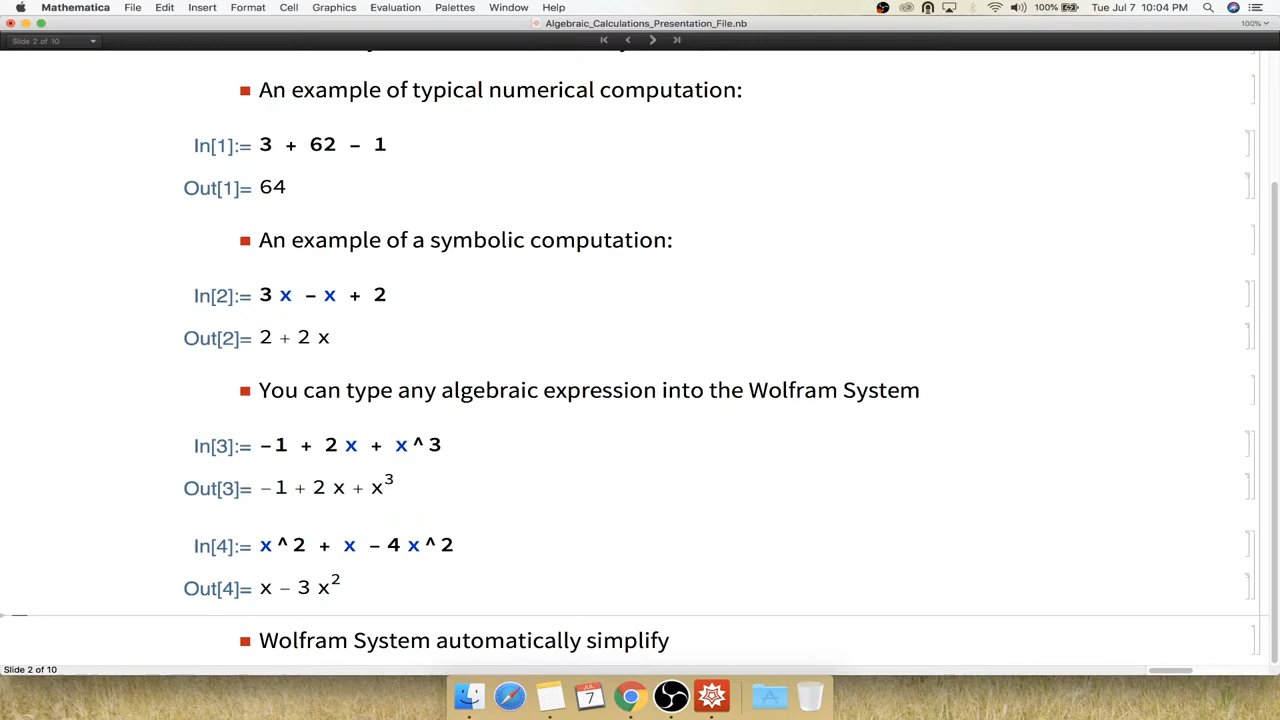 Mathematica File Edit Insert Format Cell Graphics Evaluation Palettes Window Help 100% Tue Jul 7 10:04 PM
Algebraic_Calculations_Presentation_File.nb 100%
Slide 2 of 10
■ An example of typical numerical computation:
In[1]:= 3 + 62 - 1
Out[1]= 64
■ An example of a symbolic computation:
In[2]:= 3 x - x + 2
Out[2]= 2 + 2 x
■ You can type any algebraic expression into the Wolfram System
In[3]:= -1 + 2 x + x^3
Out[3]= -1 + 2 x + x³
In[4]:= x^2 + x - 4 x^2
Out[4]= x - 3 x²
■ Wolfram System automatically simplify
Slide 2 of 10
JUL
7